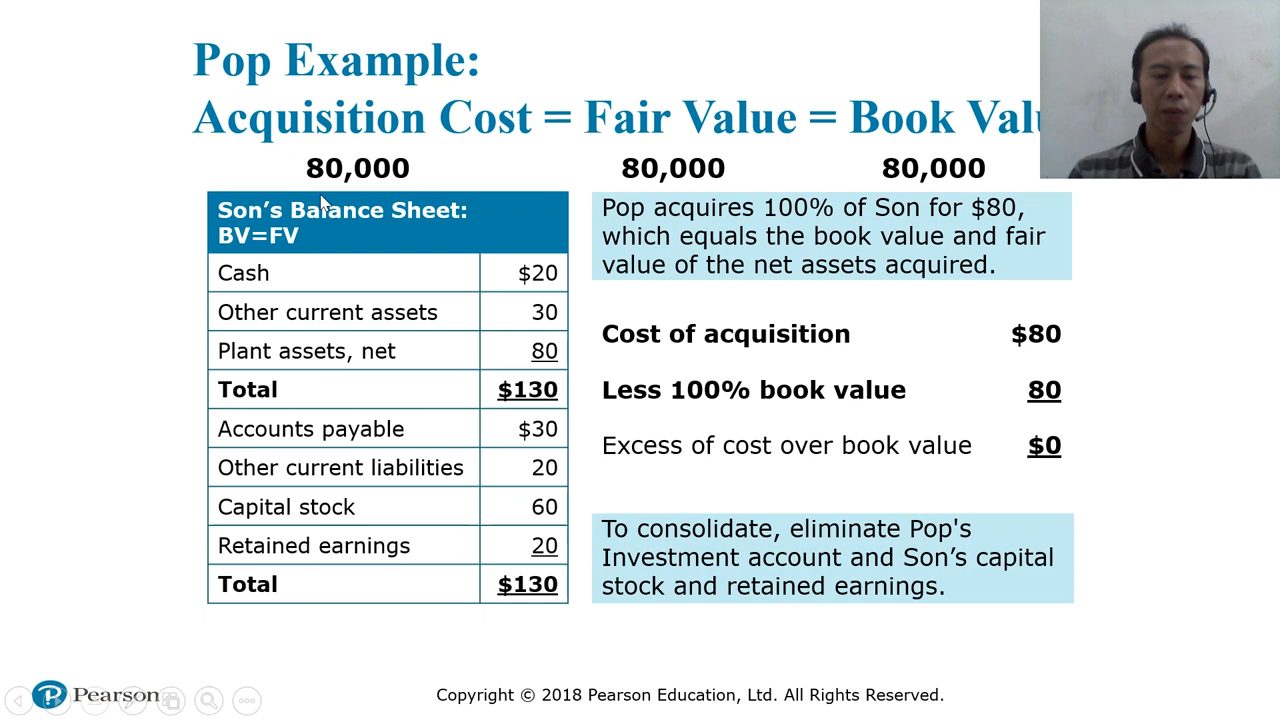 Pop Example:
Acquisition Cost = Fair Value = Book
80,000 80,000 80,000
Son’s Balance Sheet:
BV=FV
Cash $20
Other current assets 30
Plant assets, net 80
Total $130
Accounts payable $30
Other current liabilities 20
Capital stock 60
Retained earnings 20
Total $130
Pop acquires 100% of Son for $80,
which equals the book value and fair
value of the net assets acquired.
Cost of acquisition $80
Less 100% book value 80
Excess of cost over book value $0
To consolidate, eliminate Pop's
Investment account and Son’s capital
stock and retained earnings.
Pearson
Copyright © 2018 Pearson Education, Ltd. All Rights Reserved.